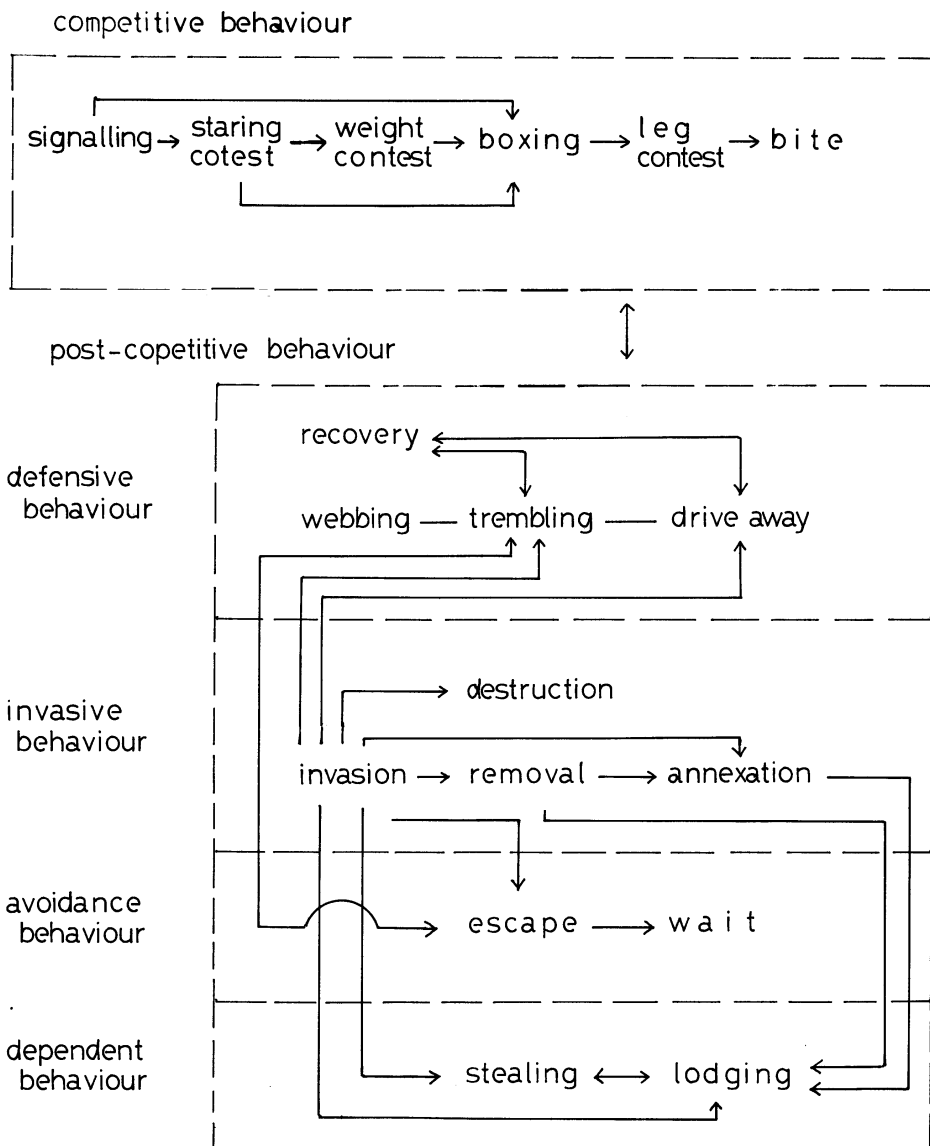 competitive behaviour
signalling → staring cotest → weight contest → boxing → leg contest → bite
post-copetitive behaviour
defensive behaviour
recovery
webbing — trembling — drive away
invasive behaviour
destruction
invasion → removal → annexation
avoidance behaviour
escape → wait
dependent behaviour
stealing ↔ lodging